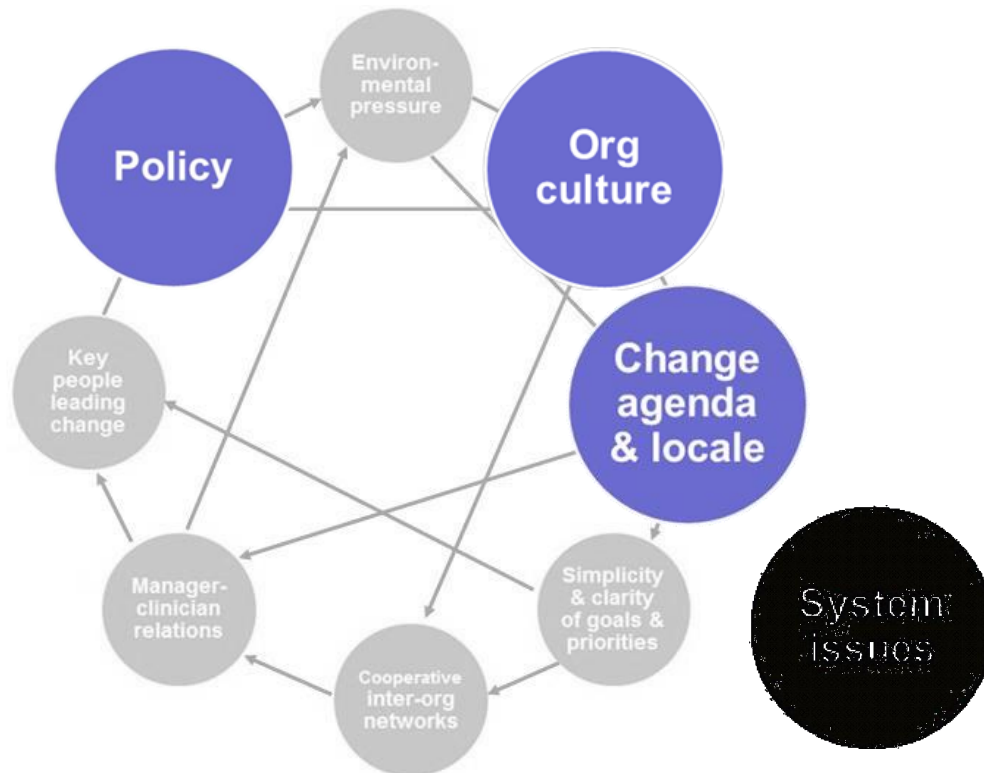 Environ-
mental
pressure
Policy
Org
culture
Key
people
leading
change
Change
agenda
& locale
Manager-
clinician
relations
Simplicity
& clarity
of goals &
priorities
System
issues
Cooperative
inter-org
networks